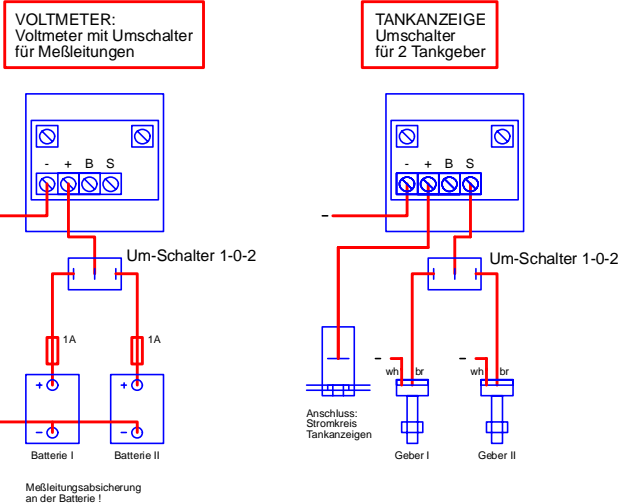 VOLTMETER:
Voltmeter mit Umschalter
für Meßleitungen
- + B S
Um-Schalter 1-0-2
1A
1A
+
+
-
-
Batterie I
Batterie II
Meßleitungsabsicherung
an der Batterie !
TANKANZEIGE
Umschalter
für 2 Tankgeber
- + B S
-
Um-Schalter 1-0-2
-
-
wh
br
wh
br
Anschluss:
Stromkreis
Tankanzeigen
Geber I
Geber II